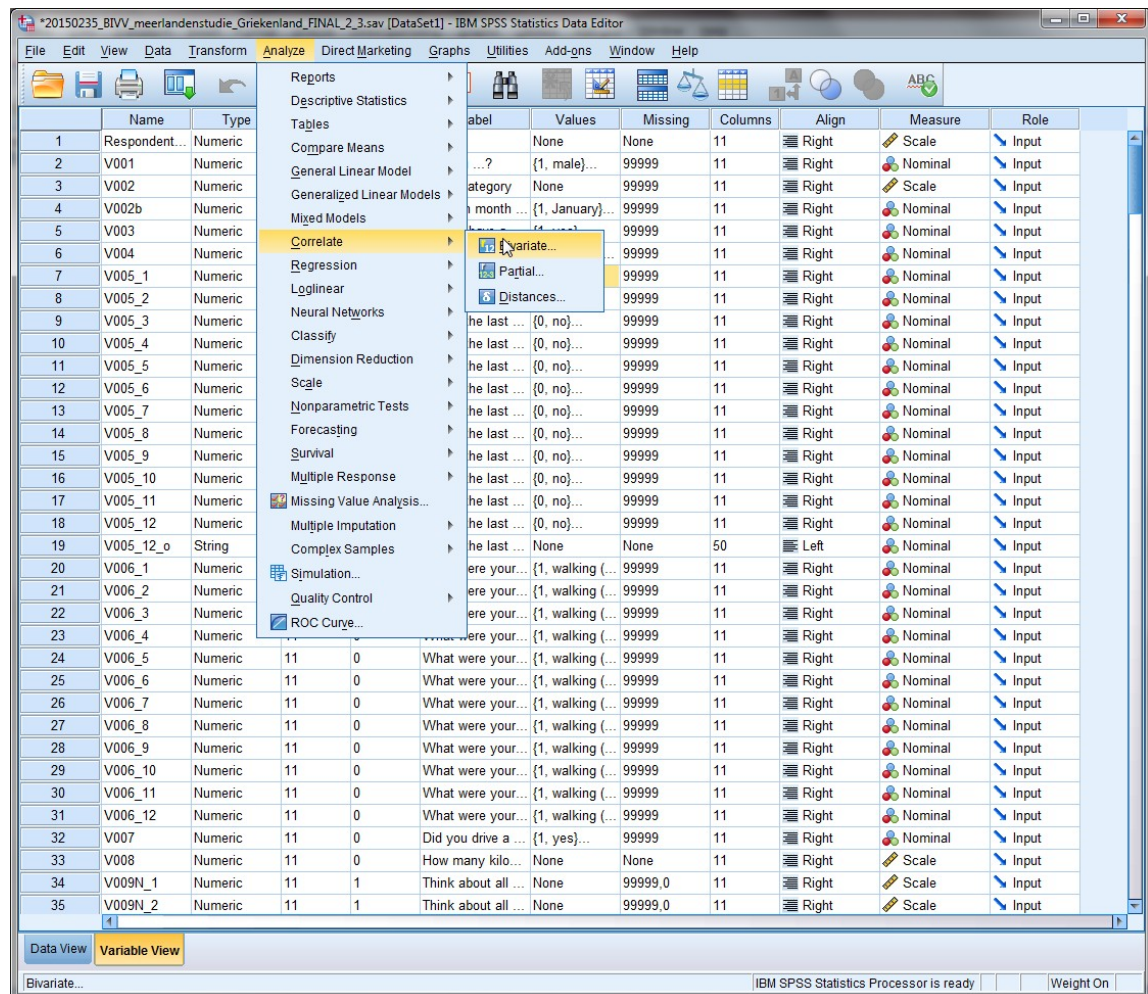 *20150235_BIVV_meerlandenstudie_Griekenland_FINAL_2_3.sav [DataSet1] - IBM SPSS Statistics Data Editor
File Edit View Data Transform Analyze Direct Marketing Graphs Utilities Add-ons Window Help
Reports
Descriptive Statistics
Tables
Compare Means
General Linear Model
Generalized Linear Models
Mixed Models
Correlate
Regression
Loglinear
Neural Networks
Classify
Dimension Reduction
Scale
Nonparametric Tests
Forecasting
Survival
Multiple Response
Missing Value Analysis...
Multiple Imputation
Complex Samples
Simulation...
Quality Control
ROC Curve...
Bivariate...
Partial...
Distances...
Name Type Values Missing Columns Align Measure Role
1 Respondent... Numeric None None 11 Right Scale Input
2 V001 Numeric ...? {1, male}... 99999 11 Right Nominal Input
3 V002 Numeric None 99999 11 Right Scale Input
4 V002b Numeric month ... {1, January}... 99999 11 Right Nominal Input
5 V003 Numeric 99999 11 Right Nominal Input
6 V004 Numeric 99999 11 Right Nominal Input
7 V005_1 Numeric 99999 11 Right Nominal Input
8 V005_2 Numeric 99999 11 Right Nominal Input
9 V005_3 Numeric the last ... {0, no}... 99999 11 Right Nominal Input
10 V005_4 Numeric the last ... {0, no}... 99999 11 Right Nominal Input
11 V005_5 Numeric the last ... {0, no}... 99999 11 Right Nominal Input
12 V005_6 Numeric the last ... {0, no}... 99999 11 Right Nominal Input
13 V005_7 Numeric the last ... {0, no}... 99999 11 Right Nominal Input
14 V005_8 Numeric the last ... {0, no}... 99999 11 Right Nominal Input
15 V005_9 Numeric the last ... {0, no}... 99999 11 Right Nominal Input
16 V005_10 Numeric the last ... {0, no}... 99999 11 Right Nominal Input
17 V005_11 Numeric the last ... {0, no}... 99999 11 Right Nominal Input
18 V005_12 Numeric the last ... {0, no}... 99999 11 Right Nominal Input
19 V005_12_o String the last ... None None 50 Left Nominal Input
20 V006_1 Numeric ere your... {1, walking (... 99999 11 Right Nominal Input
21 V006_2 Numeric ere your... {1, walking (... 99999 11 Right Nominal Input
22 V006_3 Numeric ere your... {1, walking (... 99999 11 Right Nominal Input
23 V006_4 Numeric your... {1, walking (... 99999 11 Right Nominal Input
24 V006_5 Numeric 11 0 What were your... {1, walking (... 99999 11 Right Nominal Input
25 V006_6 Numeric 11 0 What were your... {1, walking (... 99999 11 Right Nominal Input
26 V006_7 Numeric 11 0 What were your... {1, walking (... 99999 11 Right Nominal Input
27 V006_8 Numeric 11 0 What were your... {1, walking (... 99999 11 Right Nominal Input
28 V006_9 Numeric 11 0 What were your... {1, walking (... 99999 11 Right Nominal Input
29 V006_10 Numeric 11 0 What were your... {1, walking (... 99999 11 Right Nominal Input
30 V006_11 Numeric 11 0 What were your... {1, walking (... 99999 11 Right Nominal Input
31 V006_12 Numeric 11 0 What were your... {1, walking (... 99999 11 Right Nominal Input
32 V007 Numeric 11 0 Did you drive a ... {1, yes}... 99999 11 Right Nominal Input
33 V008 Numeric 11 0 How many kilo... None None 11 Right Scale Input
34 V009N_1 Numeric 11 1 Think about all ... None 99999,0 11 Right Scale Input
35 V009N_2 Numeric 11 1 Think about all ... None 99999,0 11 Right Scale Input
Data View Variable View
Bivariate... IBM SPSS Statistics Processor is ready Weight On